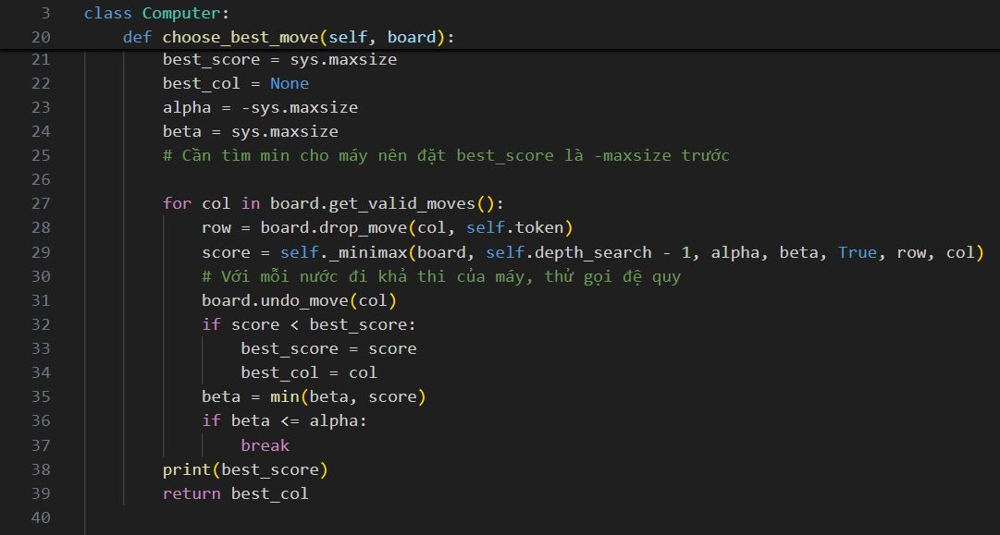 3 class Computer:
20 def choose_best_move(self, board):
21 best_score = sys.maxsize
22 best_col = None
23 alpha = -sys.maxsize
24 beta = sys.maxsize
25 # Cần tìm min cho máy nên đặt best_score là -maxsize trước
26
27 for col in board.get_valid_moves():
28 row = board.drop_move(col, self.token)
29 score = self._minimax(board, self.depth_search - 1, alpha, beta, True, row, col)
30 # Với mỗi nước đi khả thi của máy, thử gọi đệ quy
31 board.undo_move(col)
32 if score < best_score:
33 best_score = score
34 best_col = col
35 beta = min(beta, score)
36 if beta <= alpha:
37 break
38 print(best_score)
39 return best_col
40